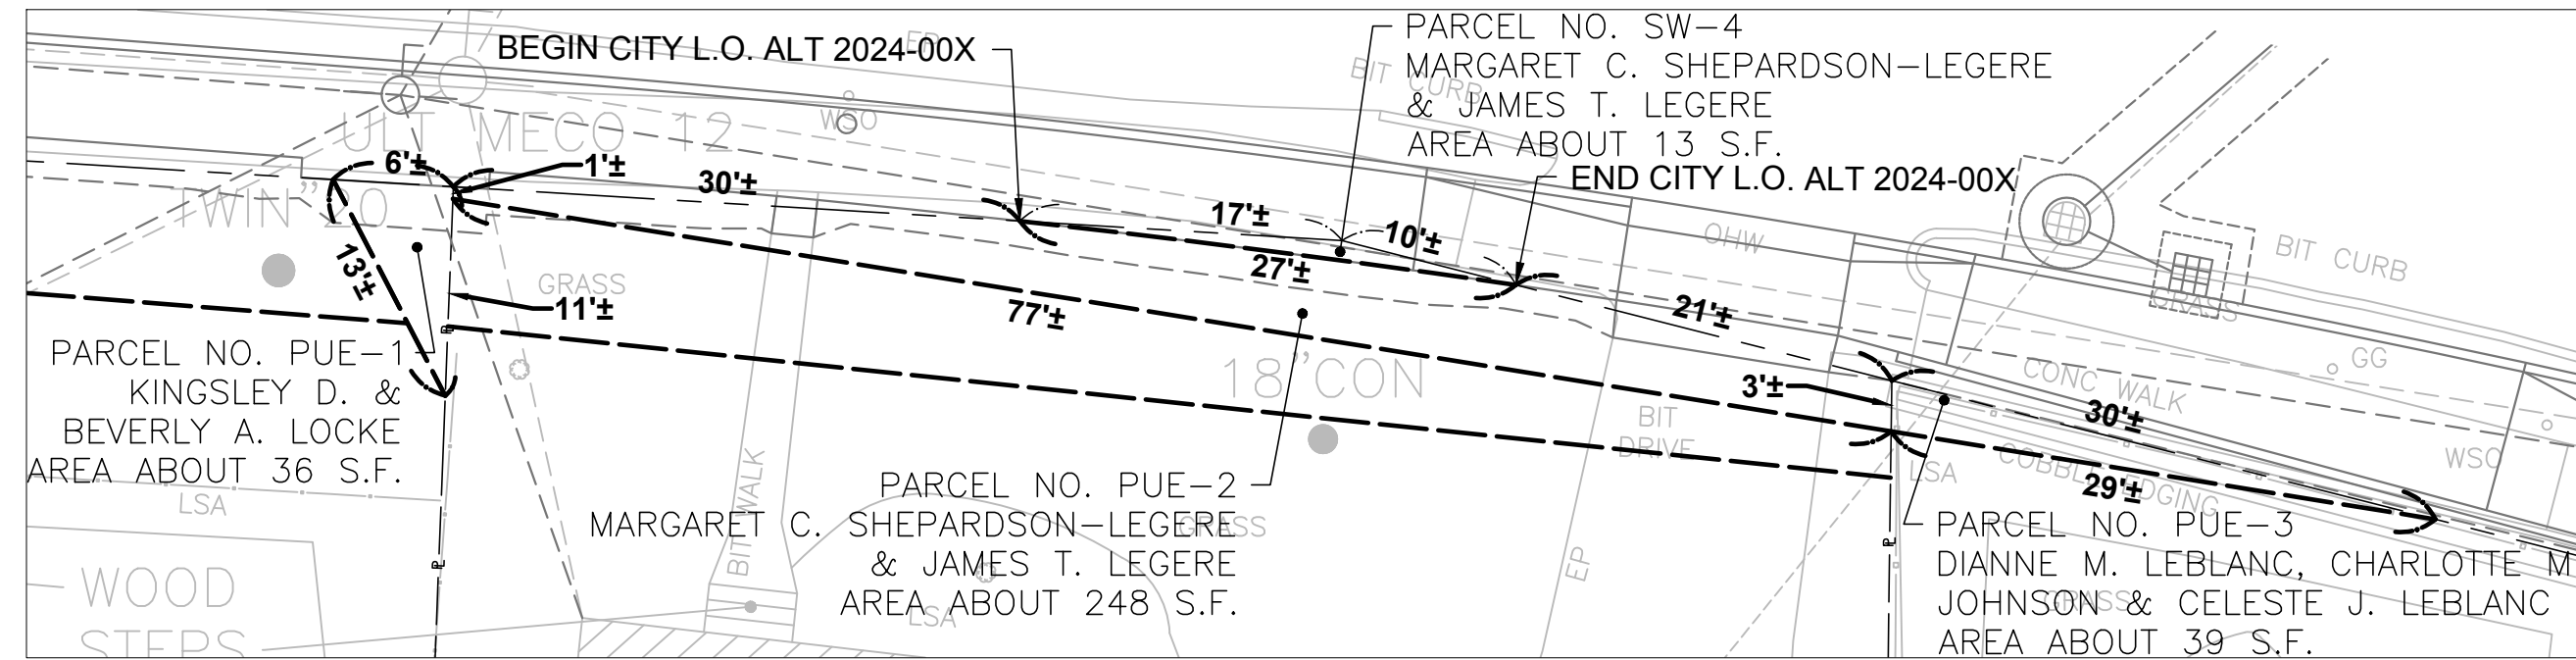 BEGIN CITY L.O. ALT 2024-00X
PARCEL NO. SW-4
MARGARET C. SHEPARDSON-LEGERE
& JAMES T. LEGERE
AREA ABOUT 13 S.F.
END CITY L.O. ALT 2024-00X
EP
BIT CURB
WSO
ULT MECO 12
TWIN" 20
6'±
1'±
30'±
17'±
10'±
27'±
13'±
11'±
77'±
21'±
3'±
30'±
29'±
GRASS
OHW
BIT CURB
GRASS
GG
CONC WALK
WSO
18"CON
BIT
DRIVE
LSA
COBBLE EDGING
PARCEL NO. PUE-1
KINGSLEY D. &
BEVERLY A. LOCKE
AREA ABOUT 36 S.F.
LSA
WOOD
STEPS
BIT WALK
PARCEL NO. PUE-2
MARGARET C. SHEPARDSON-LEGERE
& JAMES T. LEGERE
AREA ABOUT 248 S.F.
GRASS
LSA
EP
PARCEL NO. PUE-3
DIANNE M. LEBLANC, CHARLOTTE M
JOHNSON & CELESTE J. LEBLANC
AREA ABOUT 39 S.F.
GRASS